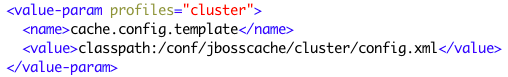 <value-param profiles="cluster">
  <name>cache.config.template</name>
  <value>classpath:/conf/jbosscache/cluster/config.xml</value>
</value-param>